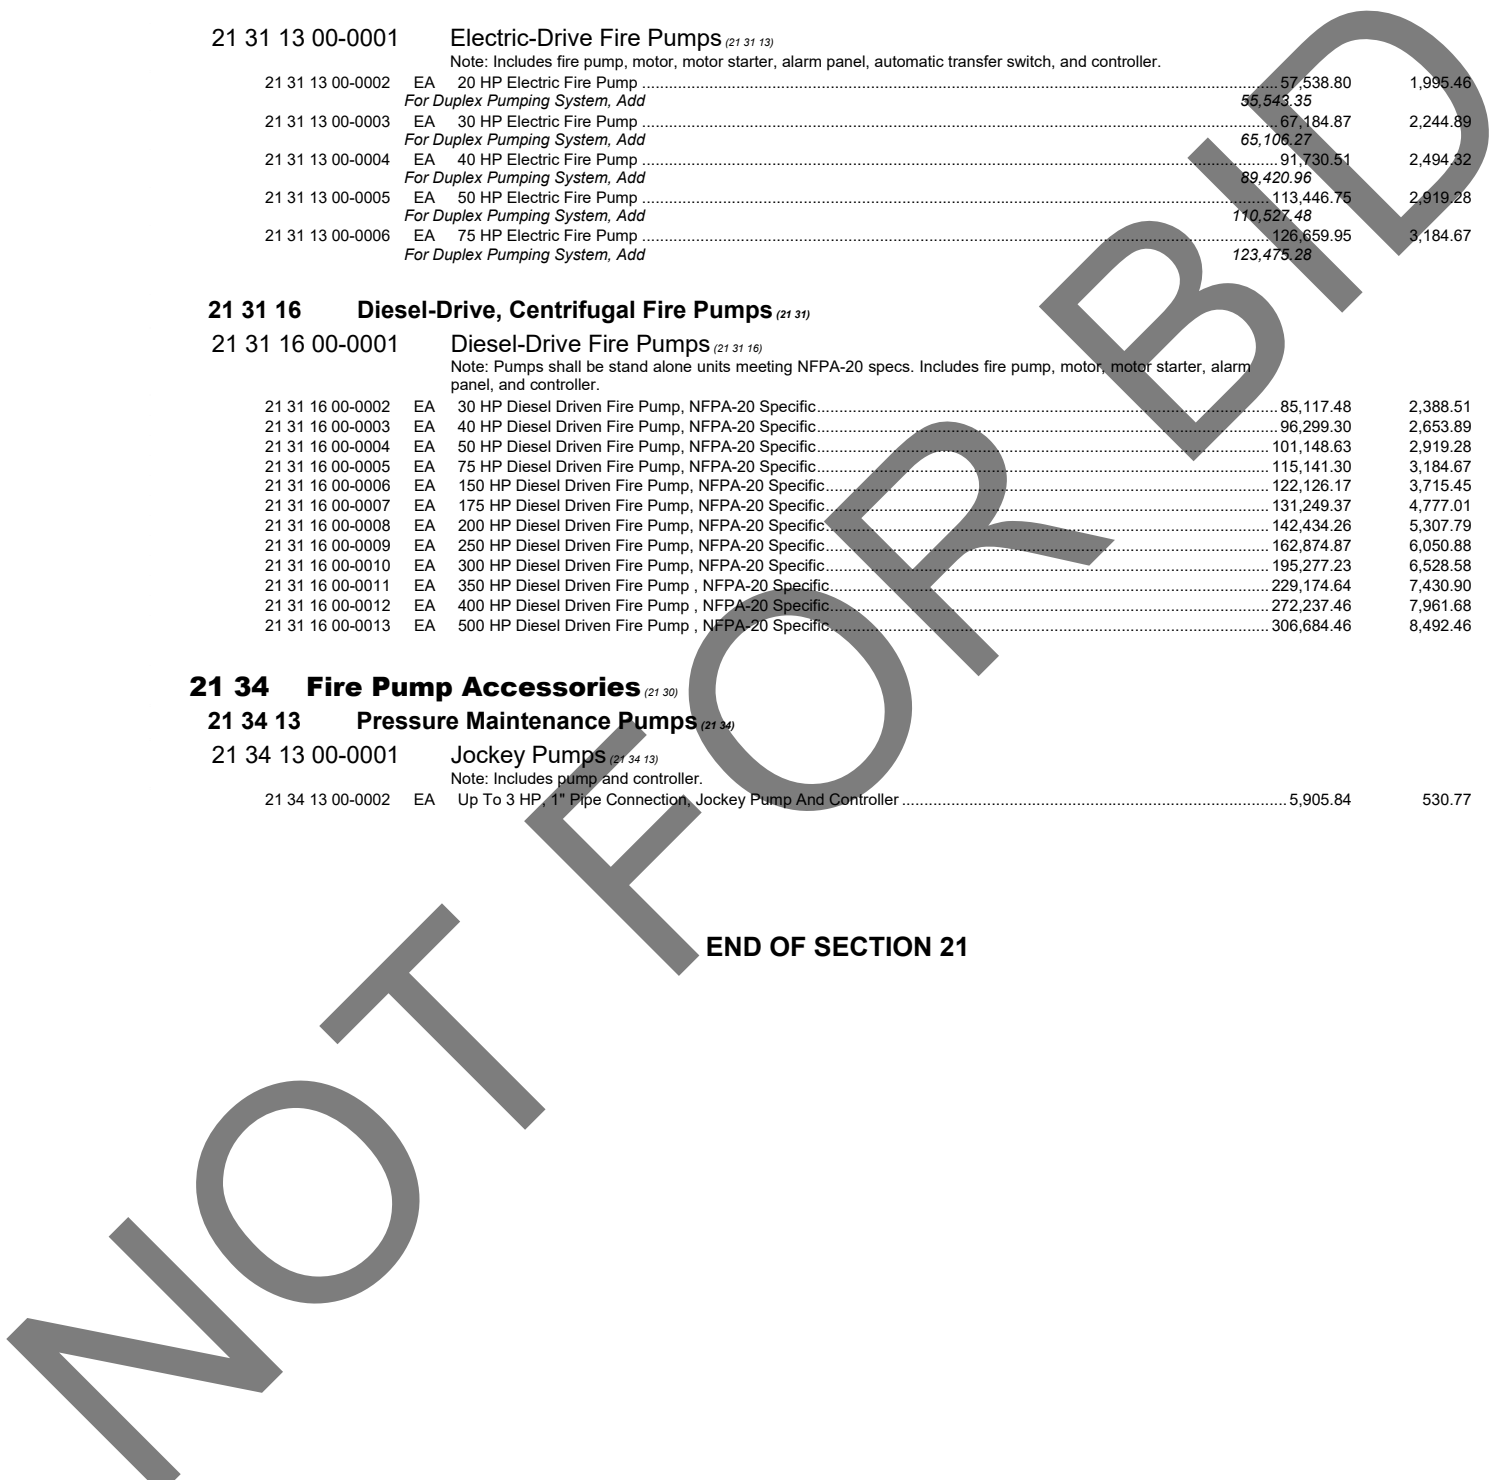 21 31 13 00-0001 Electric-Drive Fire Pumps (21 31 13)
Note: Includes fire pump, motor, motor starter, alarm panel, automatic transfer switch, and controller.
21 31 13 00-0002 EA 20 HP Electric Fire Pump 57,538.80 1,995.46
For Duplex Pumping System, Add 55,543.35
21 31 13 00-0003 EA 30 HP Electric Fire Pump 67,184.87 2,244.89
For Duplex Pumping System, Add 65,106.27
21 31 13 00-0004 EA 40 HP Electric Fire Pump 91,730.51 2,494.32
For Duplex Pumping System, Add 89,420.96
21 31 13 00-0005 EA 50 HP Electric Fire Pump 113,446.75 2,919.28
For Duplex Pumping System, Add 110,527.48
21 31 13 00-0006 EA 75 HP Electric Fire Pump 126,659.95 3,184.67
For Duplex Pumping System, Add 123,475.28
21 31 16 Diesel-Drive, Centrifugal Fire Pumps (21 31)
21 31 16 00-0001 Diesel-Drive Fire Pumps (21 31 16)
Note: Pumps shall be stand alone units meeting NFPA-20 specs. Includes fire pump, motor, motor starter, alarm
panel, and controller.
21 31 16 00-0002 EA 30 HP Diesel Driven Fire Pump, NFPA-20 Specific 85,117.48 2,388.51
21 31 16 00-0003 EA 40 HP Diesel Driven Fire Pump, NFPA-20 Specific 96,299.30 2,653.89
21 31 16 00-0004 EA 50 HP Diesel Driven Fire Pump, NFPA-20 Specific 101,148.63 2,919.28
21 31 16 00-0005 EA 75 HP Diesel Driven Fire Pump, NFPA-20 Specific 115,141.30 3,184.67
21 31 16 00-0006 EA 150 HP Diesel Driven Fire Pump, NFPA-20 Specific 122,126.17 3,715.45
21 31 16 00-0007 EA 175 HP Diesel Driven Fire Pump, NFPA-20 Specific 131,249.37 4,777.01
21 31 16 00-0008 EA 200 HP Diesel Driven Fire Pump, NFPA-20 Specific 142,434.26 5,307.79
21 31 16 00-0009 EA 250 HP Diesel Driven Fire Pump, NFPA-20 Specific 162,874.87 6,050.88
21 31 16 00-0010 EA 300 HP Diesel Driven Fire Pump, NFPA-20 Specific 195,277.23 6,528.58
21 31 16 00-0011 EA 350 HP Diesel Driven Fire Pump , NFPA-20 Specific 229,174.64 7,430.90
21 31 16 00-0012 EA 400 HP Diesel Driven Fire Pump , NFPA-20 Specific 272,237.46 7,961.68
21 31 16 00-0013 EA 500 HP Diesel Driven Fire Pump , NFPA-20 Specific 306,684.46 8,492.46
21 34 Fire Pump Accessories (21 30)
21 34 13 Pressure Maintenance Pumps (21 34)
21 34 13 00-0001 Jockey Pumps (21 34 13)
Note: Includes pump and controller.
21 34 13 00-0002 EA Up To 3 HP, 1" Pipe Connection, Jockey Pump And Controller 5,905.84 530.77
END OF SECTION 21
NOT FOR BID